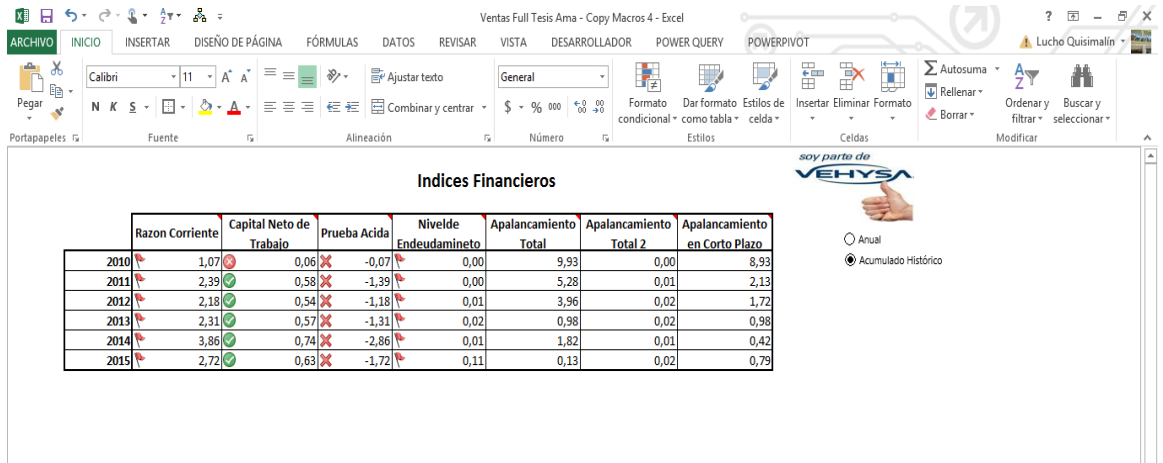 Ventas Full Tesis Ama - Copy Macros 4 - Excel
ARCHIVO INICIO INSERTAR DISEÑO DE PÁGINA FÓRMULAS DATOS REVISAR VISTA DESARROLLADOR POWER QUERY POWERPIVOT Lucho Quisimalín
Pegar
Calibri 11
N K S
Ajustar texto
Combinar y centrar
General
$ % 000
Formato condicional
Dar formato como tabla
Estilos de celda
Insertar Eliminar Formato
Autosuma
Rellenar
Borrar
Ordenar y filtrar
Buscar y seleccionar
Portapapeles Fuente Alineación Número Estilos Celdas Modificar
Indices Financieros
soy parte de
VEHYSA
Razon Corriente Capital Neto de Trabajo Prueba Acida Nivelde Endeudamineto Apalancamiento Total Apalancamiento Total 2 Apalancamiento en Corto Plazo
2010 1,07 0,06 -0,07 0,00 9,93 0,00 8,93
2011 2,39 0,58 -1,39 0,00 5,28 0,01 2,13
2012 2,18 0,54 -1,18 0,01 3,96 0,02 1,72
2013 2,31 0,57 -1,31 0,02 0,98 0,02 0,98
2014 3,86 0,74 -2,86 0,01 1,82 0,01 0,42
2015 2,72 0,63 -1,72 0,11 0,13 0,02 0,79
Anual
Acumulado Histórico